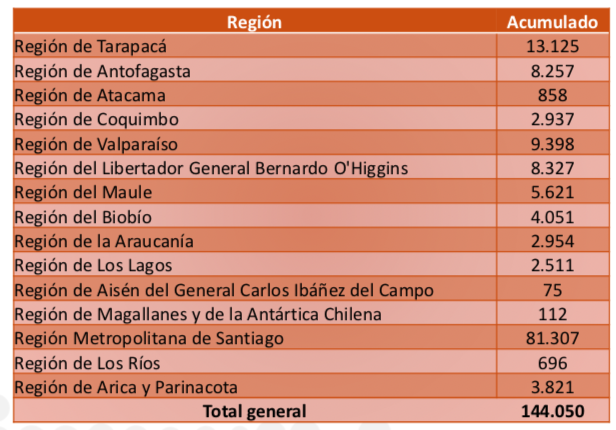 Región Acumulado
Región de Tarapacá 13.125
Región de Antofagasta 8.257
Región de Atacama 858
Región de Coquimbo 2.937
Región de Valparaíso 9.398
Región del Libertador General Bernardo O'Higgins 8.327
Región del Maule 5.621
Región del Biobío 4.051
Región de la Araucanía 2.954
Región de Los Lagos 2.511
Región de Aisén del General Carlos Ibáñez del Campo 75
Región de Magallanes y de la Antártica Chilena 112
Región Metropolitana de Santiago 81.307
Región de Los Ríos 696
Región de Arica y Parinacota 3.821
Total general 144.050